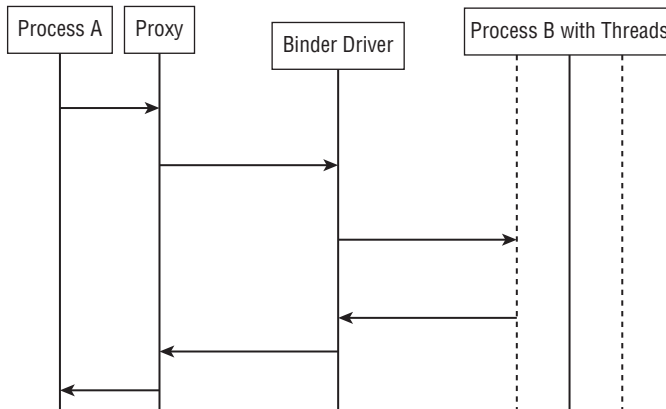 Process A
Proxy
Binder Driver
Process B with Threads